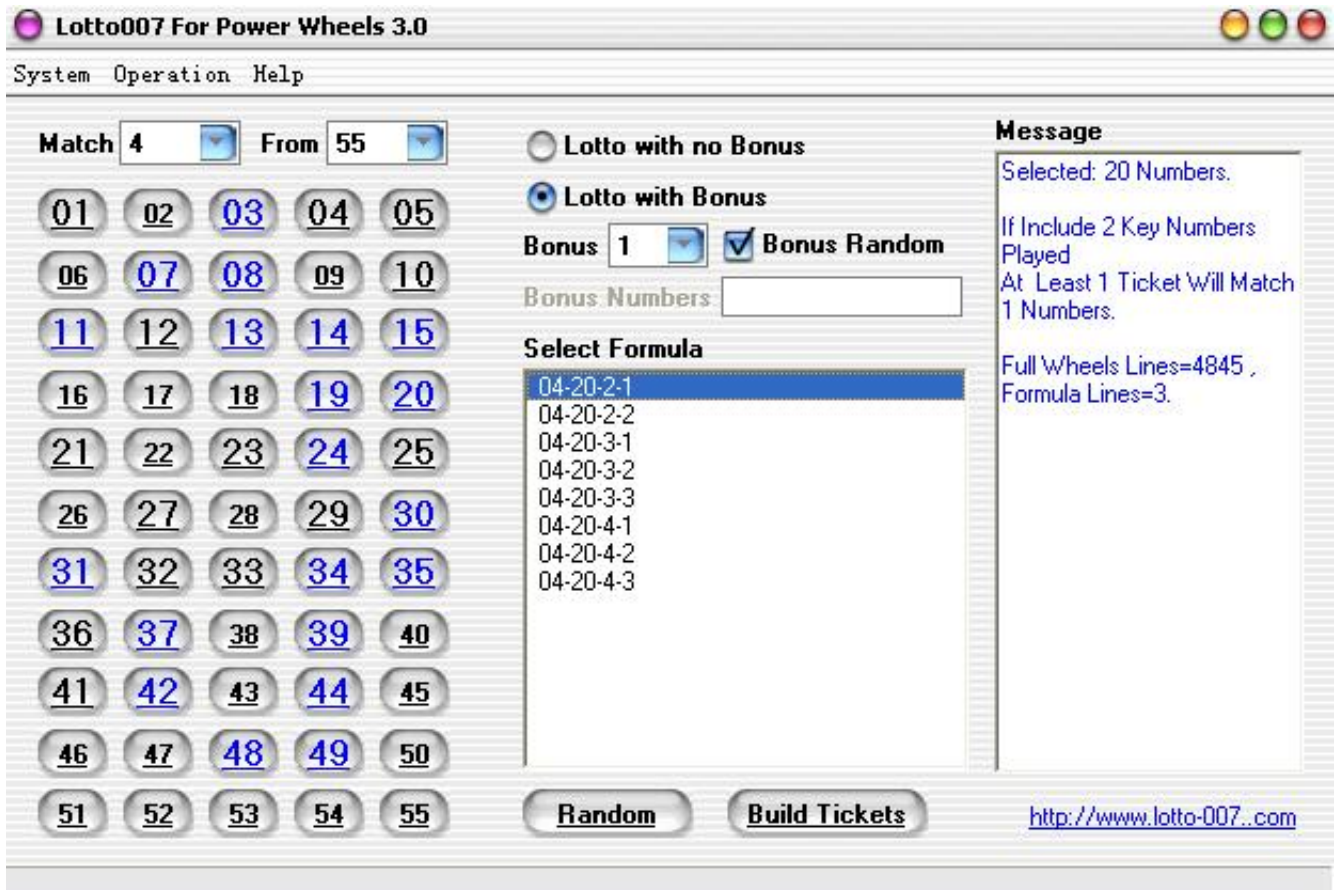 Lotto007 For Power Wheels 3.0
System Operation Help
Match 4 From 55
01 02 03 04 05
06 07 08 09 10
11 12 13 14 15
16 17 18 19 20
21 22 23 24 25
26 27 28 29 30
31 32 33 34 35
36 37 38 39 40
41 42 43 44 45
46 47 48 49 50
51 52 53 54 55
Lotto with no Bonus
Lotto with Bonus
Bonus 1 Bonus Random
Bonus Numbers
Select Formula
04-20-2-1
04-20-2-2
04-20-3-1
04-20-3-2
04-20-3-3
04-20-4-1
04-20-4-2
04-20-4-3
Random Build Tickets
Message
Selected: 20 Numbers.
If Include 2 Key Numbers
Played
At Least 1 Ticket Will Match
1 Numbers.
Full Wheels Lines=4845 ,
Formula Lines=3.
http://www.lotto-007..com